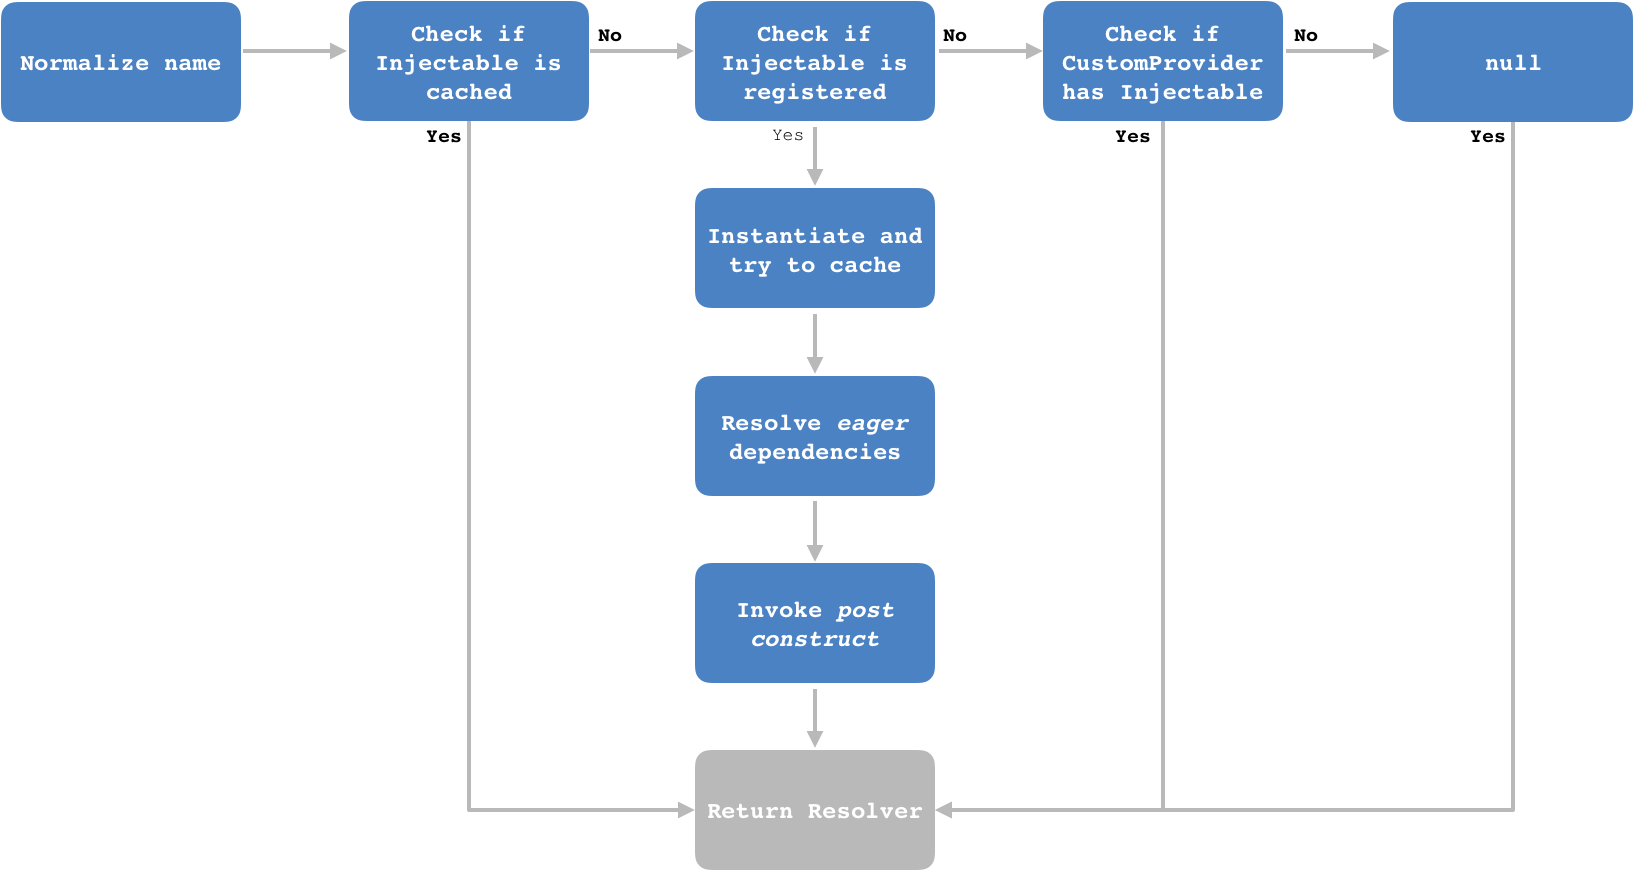 Normalize name
Check if
Injectable is
cached
No
Check if
Injectable is
registered
No
Check if
CustomProvider
has Injectable
No
null
Yes
Yes
Yes
Yes
Instantiate and
try to cache
Resolve eager
dependencies
Invoke post
construct
Return Resolver